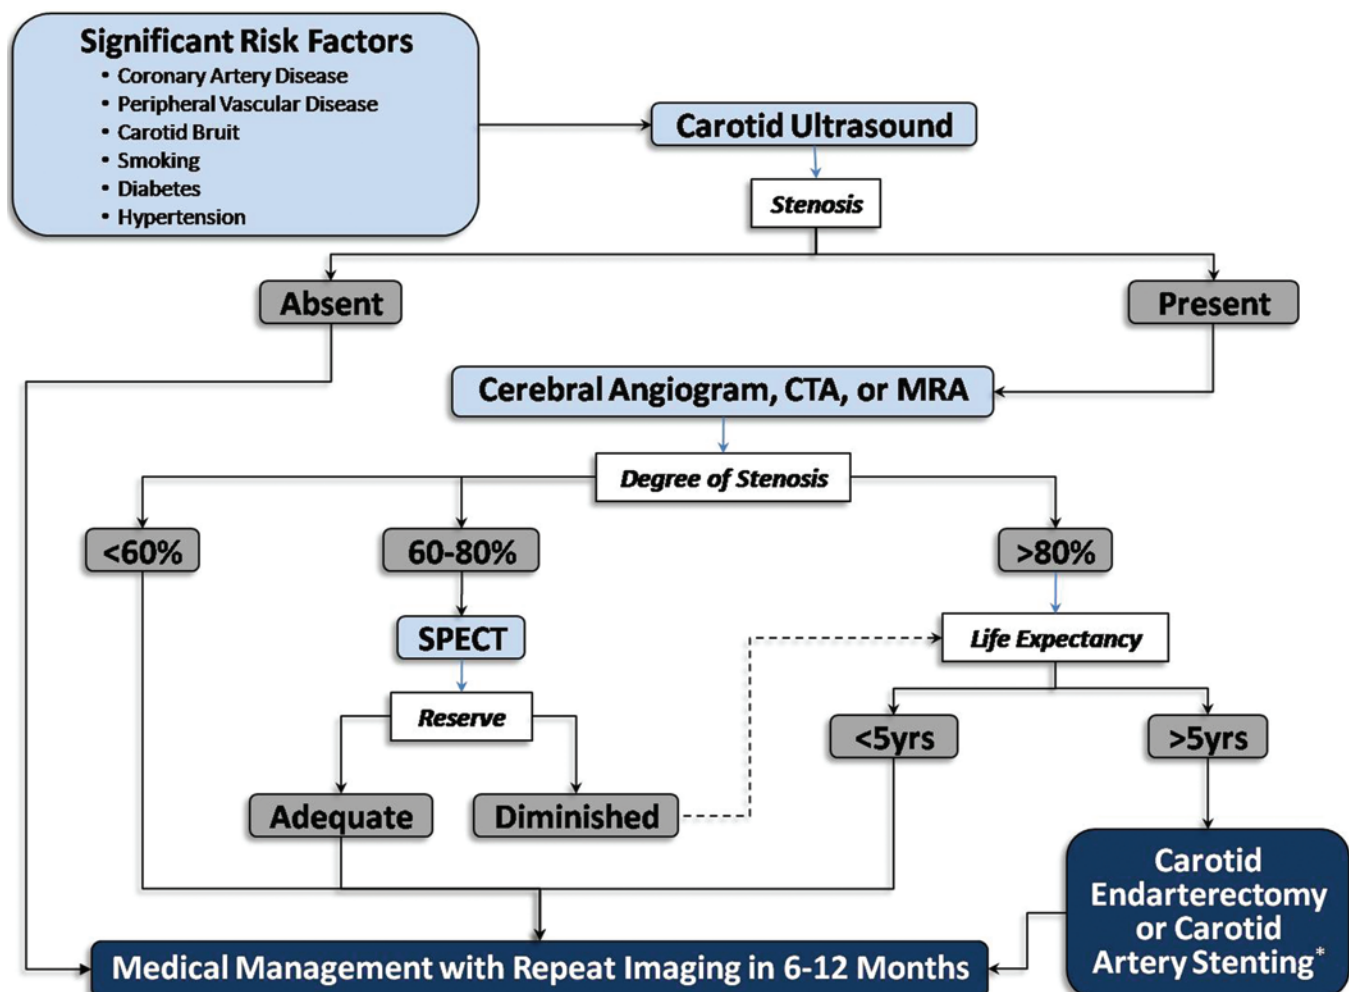 Significant Risk Factors
• Coronary Artery Disease
• Peripheral Vascular Disease
• Carotid Bruit
• Smoking
• Diabetes
• Hypertension
Carotid Ultrasound
Stenosis
Absent
Present
Cerebral Angiogram, CTA, or MRA
Degree of Stenosis
<60%
60-80%
>80%
SPECT
Life Expectancy
Reserve
<5yrs
>5yrs
Adequate
Diminished
Carotid
Endarterectomy
or Carotid
Artery Stenting*
Medical Management with Repeat Imaging in 6-12 Months